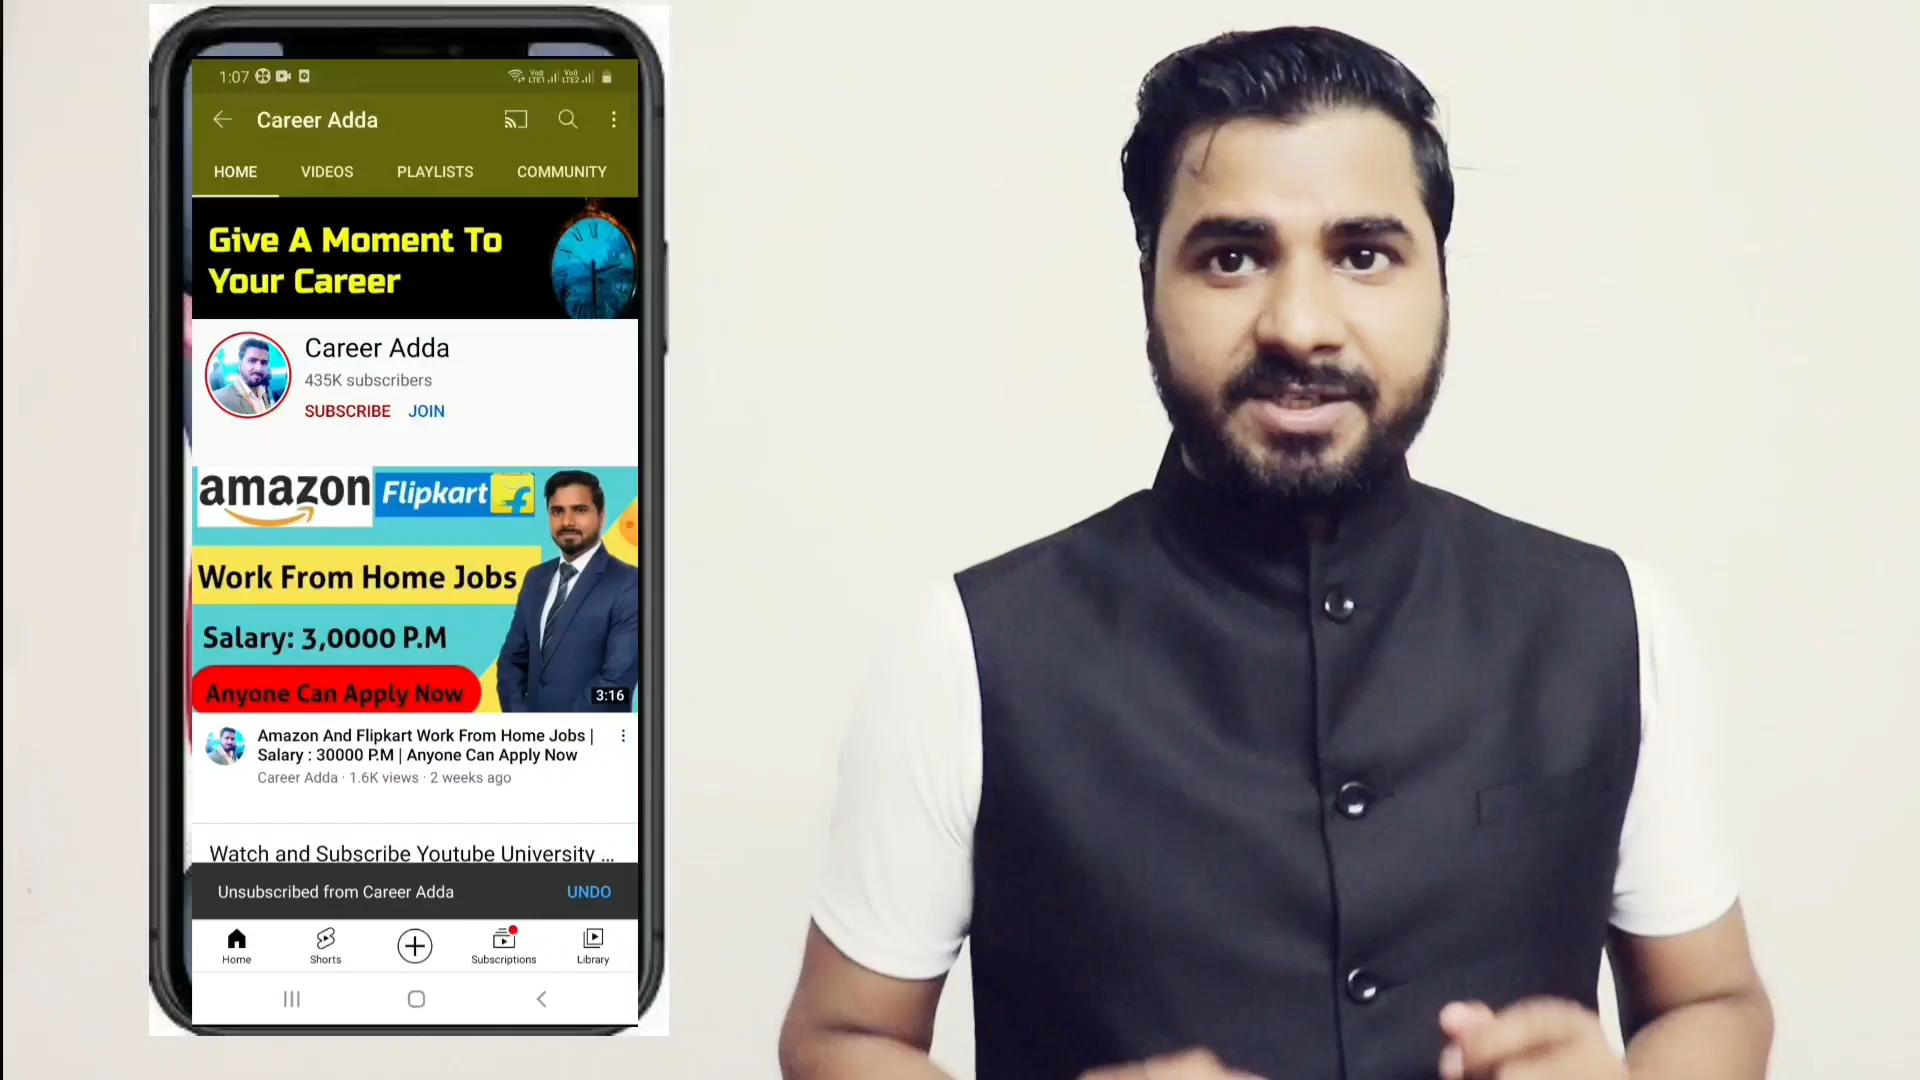 1:07
Career Adda
HOME VIDEOS PLAYLISTS COMMUNITY
Give A Moment To
Your Career
Career Adda
435K subscribers
SUBSCRIBE JOIN
amazon Flipkart
Work From Home Jobs
Salary: 3,0000 P.M
Anyone Can Apply Now
3:16
Amazon And Flipkart Work From Home Jobs |
Salary : 30000 P.M | Anyone Can Apply Now
Career Adda · 1.6K views · 2 weeks ago
Watch and Subscribe Youtube University ...
Unsubscribed from Career Adda UNDO
Home Shorts Subscriptions Library